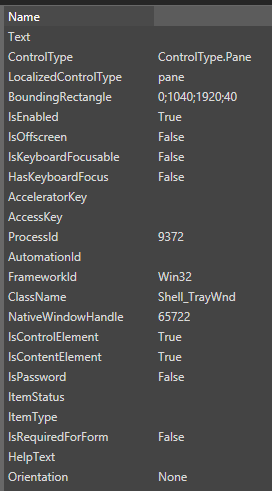 Name
Text
ControlType ControlType.Pane
LocalizedControlType pane
BoundingRectangle 0;1040;1920;40
IsEnabled True
IsOffscreen False
IsKeyboardFocusable False
HasKeyboardFocus False
AcceleratorKey
AccessKey
ProcessId 9372
AutomationId
FrameworkId Win32
ClassName Shell_TrayWnd
NativeWindowHandle 65722
IsControlElement True
IsContentElement True
IsPassword False
ItemStatus
ItemType
IsRequiredForForm False
HelpText
Orientation None